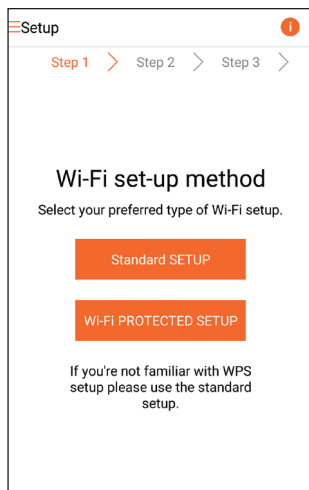 Setup
i
Step 1 Step 2 Step 3
Wi-Fi set-up method
Select your preferred type of Wi-Fi setup.
Standard SETUP
Wi-Fi PROTECTED SETUP
If you're not familiar with WPS
setup please use the standard
setup.